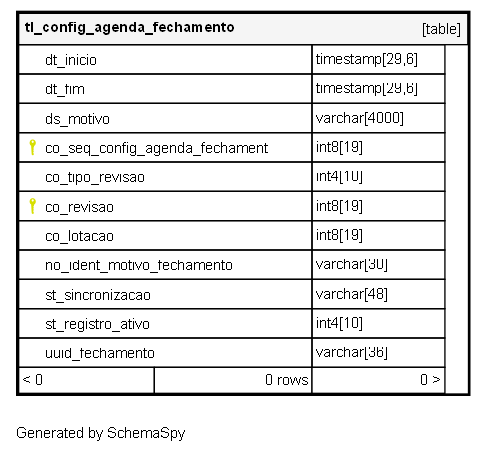 tl_config_agenda_fechamento [table]
dt_inicio timestamp[29,6]
dt_fim timestamp[29,6]
ds_motivo varchar[4000]
co_seq_config_agenda_fechament int8[19]
co_tipo_revisao int4[10]
co_revisao int8[19]
co_lotacao int8[19]
no_ident_motivo_fechamento varchar[30]
st_sincronizacao varchar[48]
st_registro_ativo int4[10]
uuid_fechamento varchar[36]
< 0 0 rows 0 >
Generated by SchemaSpy